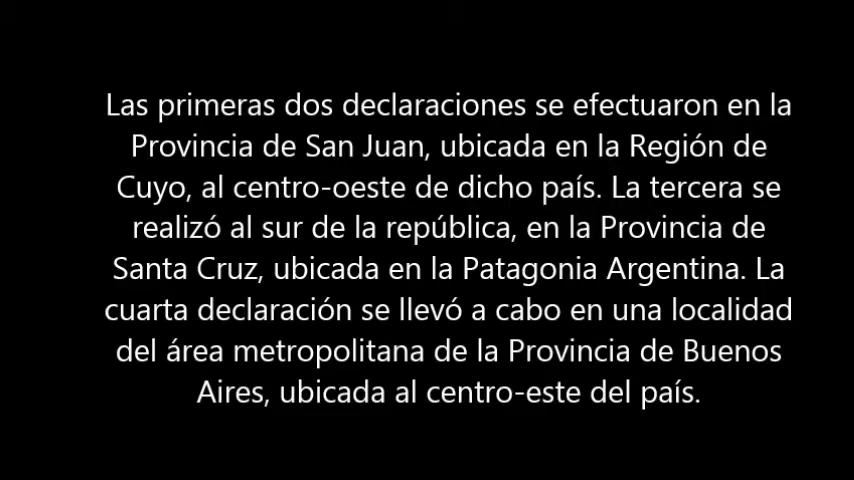 Las primeras dos declaraciones se efectuaron en la
Provincia de San Juan, ubicada en la Región de
Cuyo, al centro-oeste de dicho país. La tercera se
realizó al sur de la república, en la Provincia de
Santa Cruz, ubicada en la Patagonia Argentina. La
cuarta declaración se llevó a cabo en una localidad
del área metropolitana de la Provincia de Buenos
Aires, ubicada al centro-este del país.